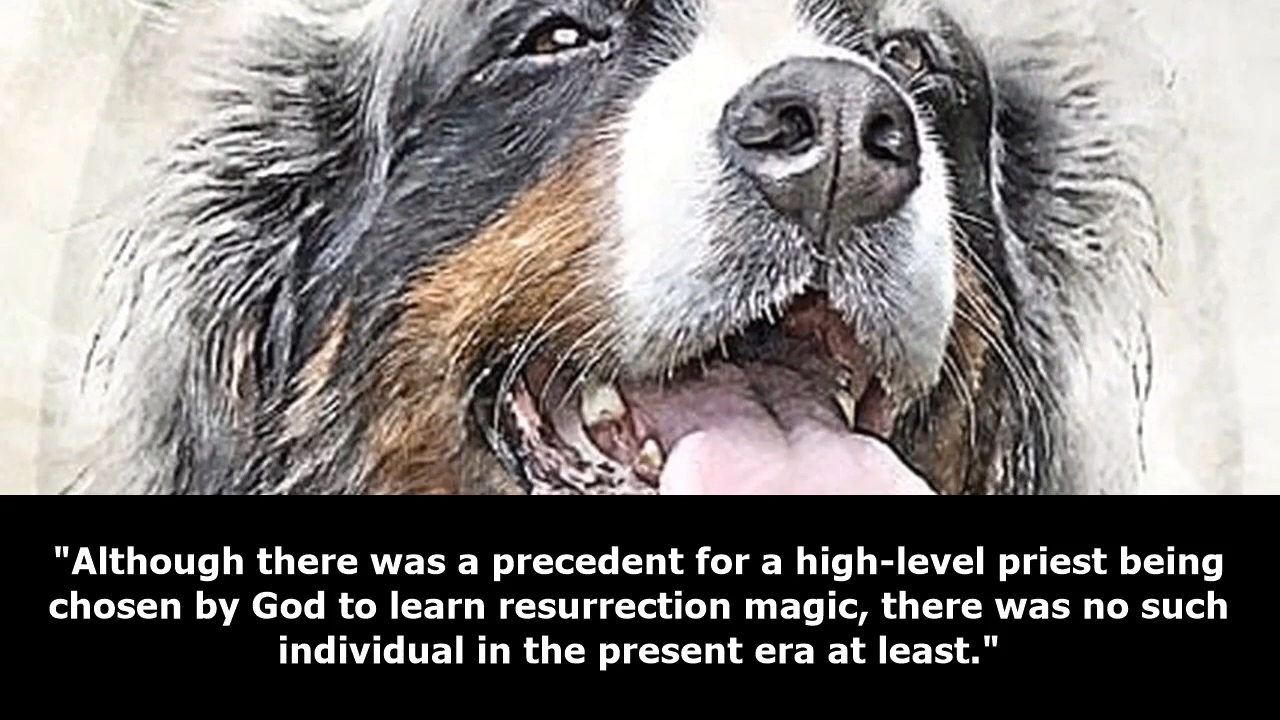 "Although there was a precedent for a high-level priest being
chosen by God to learn resurrection magic, there was no such
individual in the present era at least."